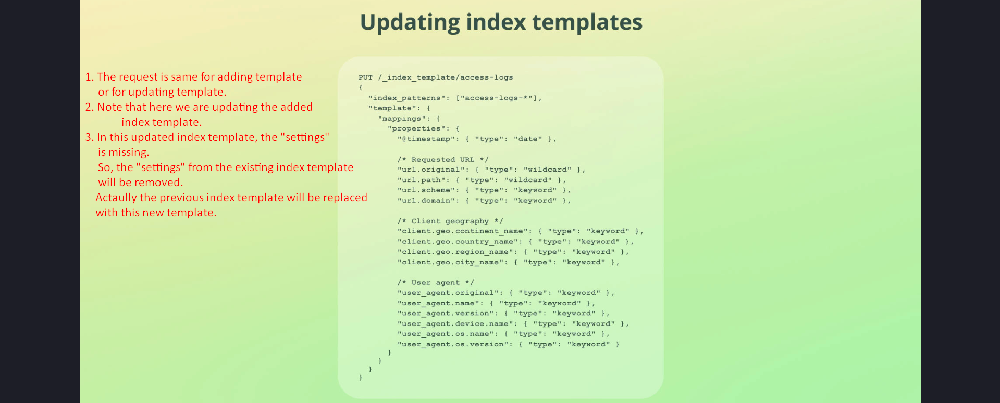 Updating index templates
1. The request is same for adding template
or for updating template.
2. Note that here we are updating the added
index template.
3. In this updated index template, the "settings"
is missing.
So, the "settings" from the existing index template
will be removed.
Actaully the previous index template will be replaced
with this new template.
PUT /_index_template/access-logs
{
"index_patterns": ["access-logs-*"],
"template": {
"mappings": {
"properties": {
"@timestamp": { "type": "date" },
/* Requested URL */
"url.original": { "type": "wildcard" },
"url.path": { "type": "wildcard" },
"url.scheme": { "type": "keyword" },
"url.domain": { "type": "keyword" },
/* Client geography */
"client.geo.continent_name": { "type": "keyword" },
"client.geo.country_name": { "type": "keyword" },
"client.geo.region_name": { "type": "keyword" },
"client.geo.city_name": { "type": "keyword" },
/* User agent */
"user_agent.original": { "type": "keyword" },
"user_agent.name": { "type": "keyword" },
"user_agent.version": { "type": "keyword" },
"user_agent.device.name": { "type": "keyword" },
"user_agent.os.name": { "type": "keyword" },
"user_agent.os.version": { "type": "keyword" }
}
}
}
}